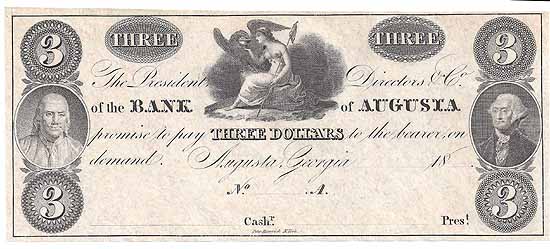 3 THREE THREE 3
The President Directors & Co.
of the BANK of AUGUSTA
promise to pay THREE DOLLARS to the bearer, on
demand. Augusta, Georgia 18
No. A.
3 3
Cashr. Prest.